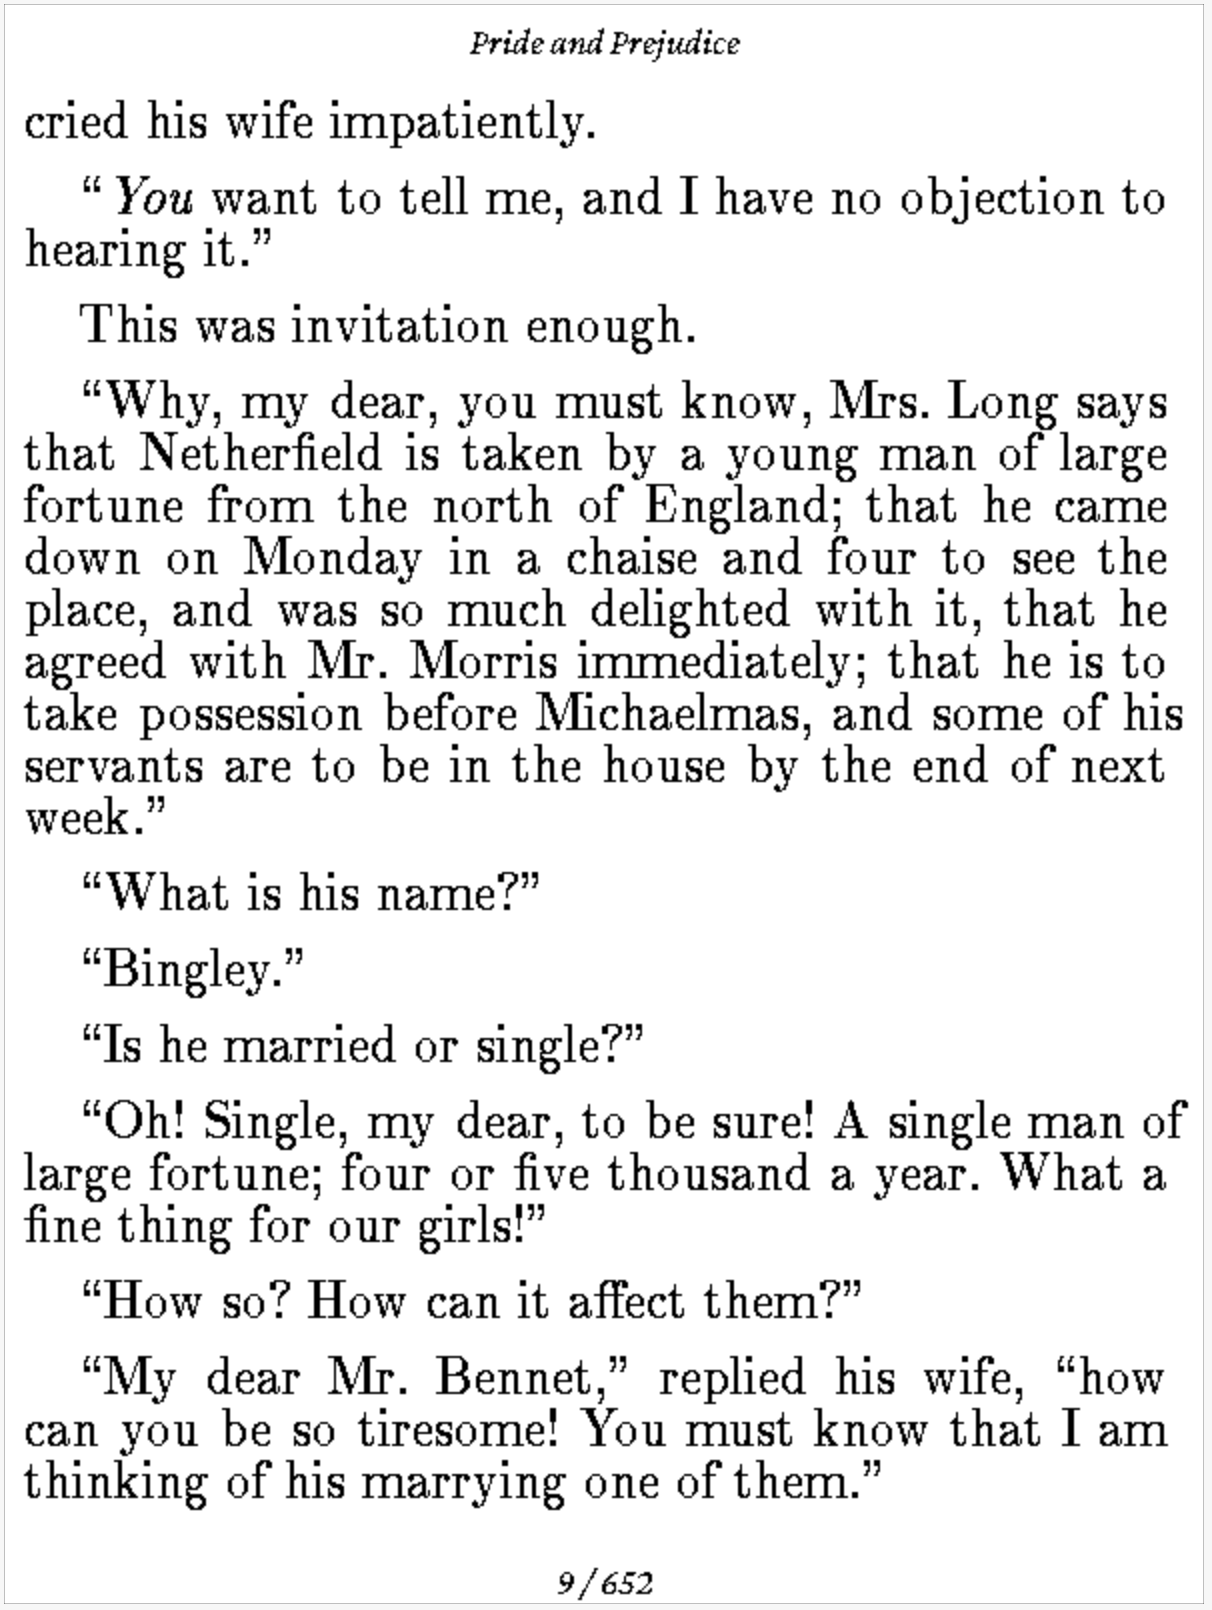 Pride and Prejudice
cried his wife impatiently.
“ You want to tell me, and I have no objection to
hearing it.”
This was invitation enough.
“Why, my dear, you must know, Mrs. Long says
that Netherfield is taken by a young man of large
fortune from the north of England; that he came
down on Monday in a chaise and four to see the
place, and was so much delighted with it, that he
agreed with Mr. Morris immediately; that he is to
take possession before Michaelmas, and some of his
servants are to be in the house by the end of next
week.”
“What is his name?”
“Bingley.”
“Is he married or single?”
“Oh! Single, my dear, to be sure! A single man of
large fortune; four or five thousand a year. What a
fine thing for our girls!”
“How so? How can it affect them?”
“My dear Mr. Bennet,” replied his wife, “how
can you be so tiresome! You must know that I am
thinking of his marrying one of them.”
9/652